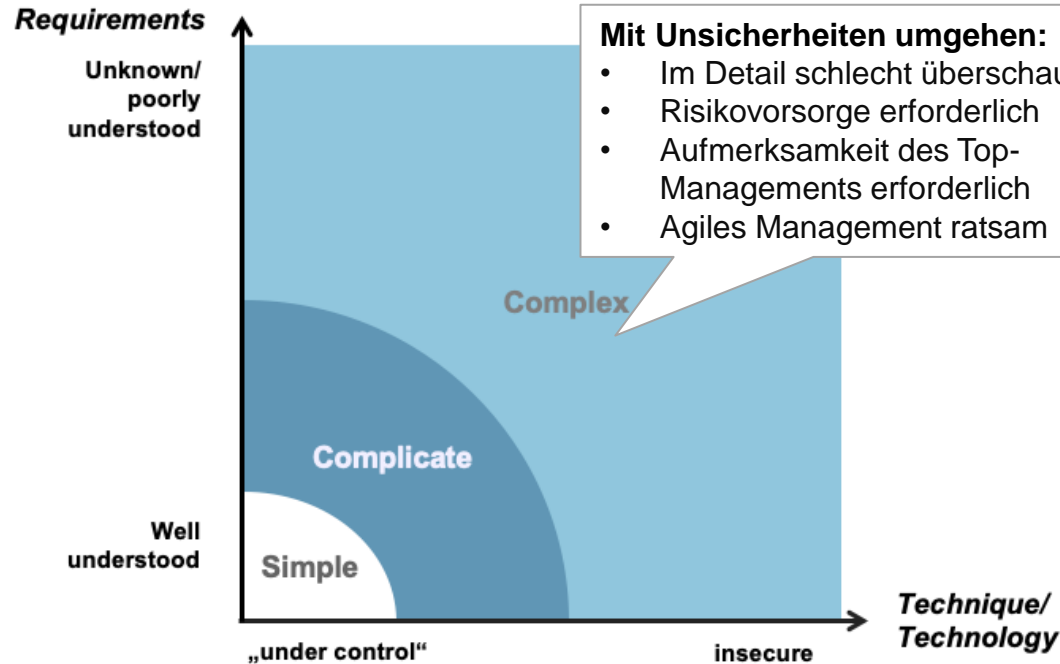 Requirements
Unknown/
poorly
understood
Mit Unsicherheiten umgehen:
• Im Detail schlecht
• Risikovorsorge erforderlich
• Aufmerksamkeit des Top-
Managements erforderlich
• Agiles Management ratsam
Complex
Complicate
Well
understood
Simple
Technique/
Technology
„under control“
insecure